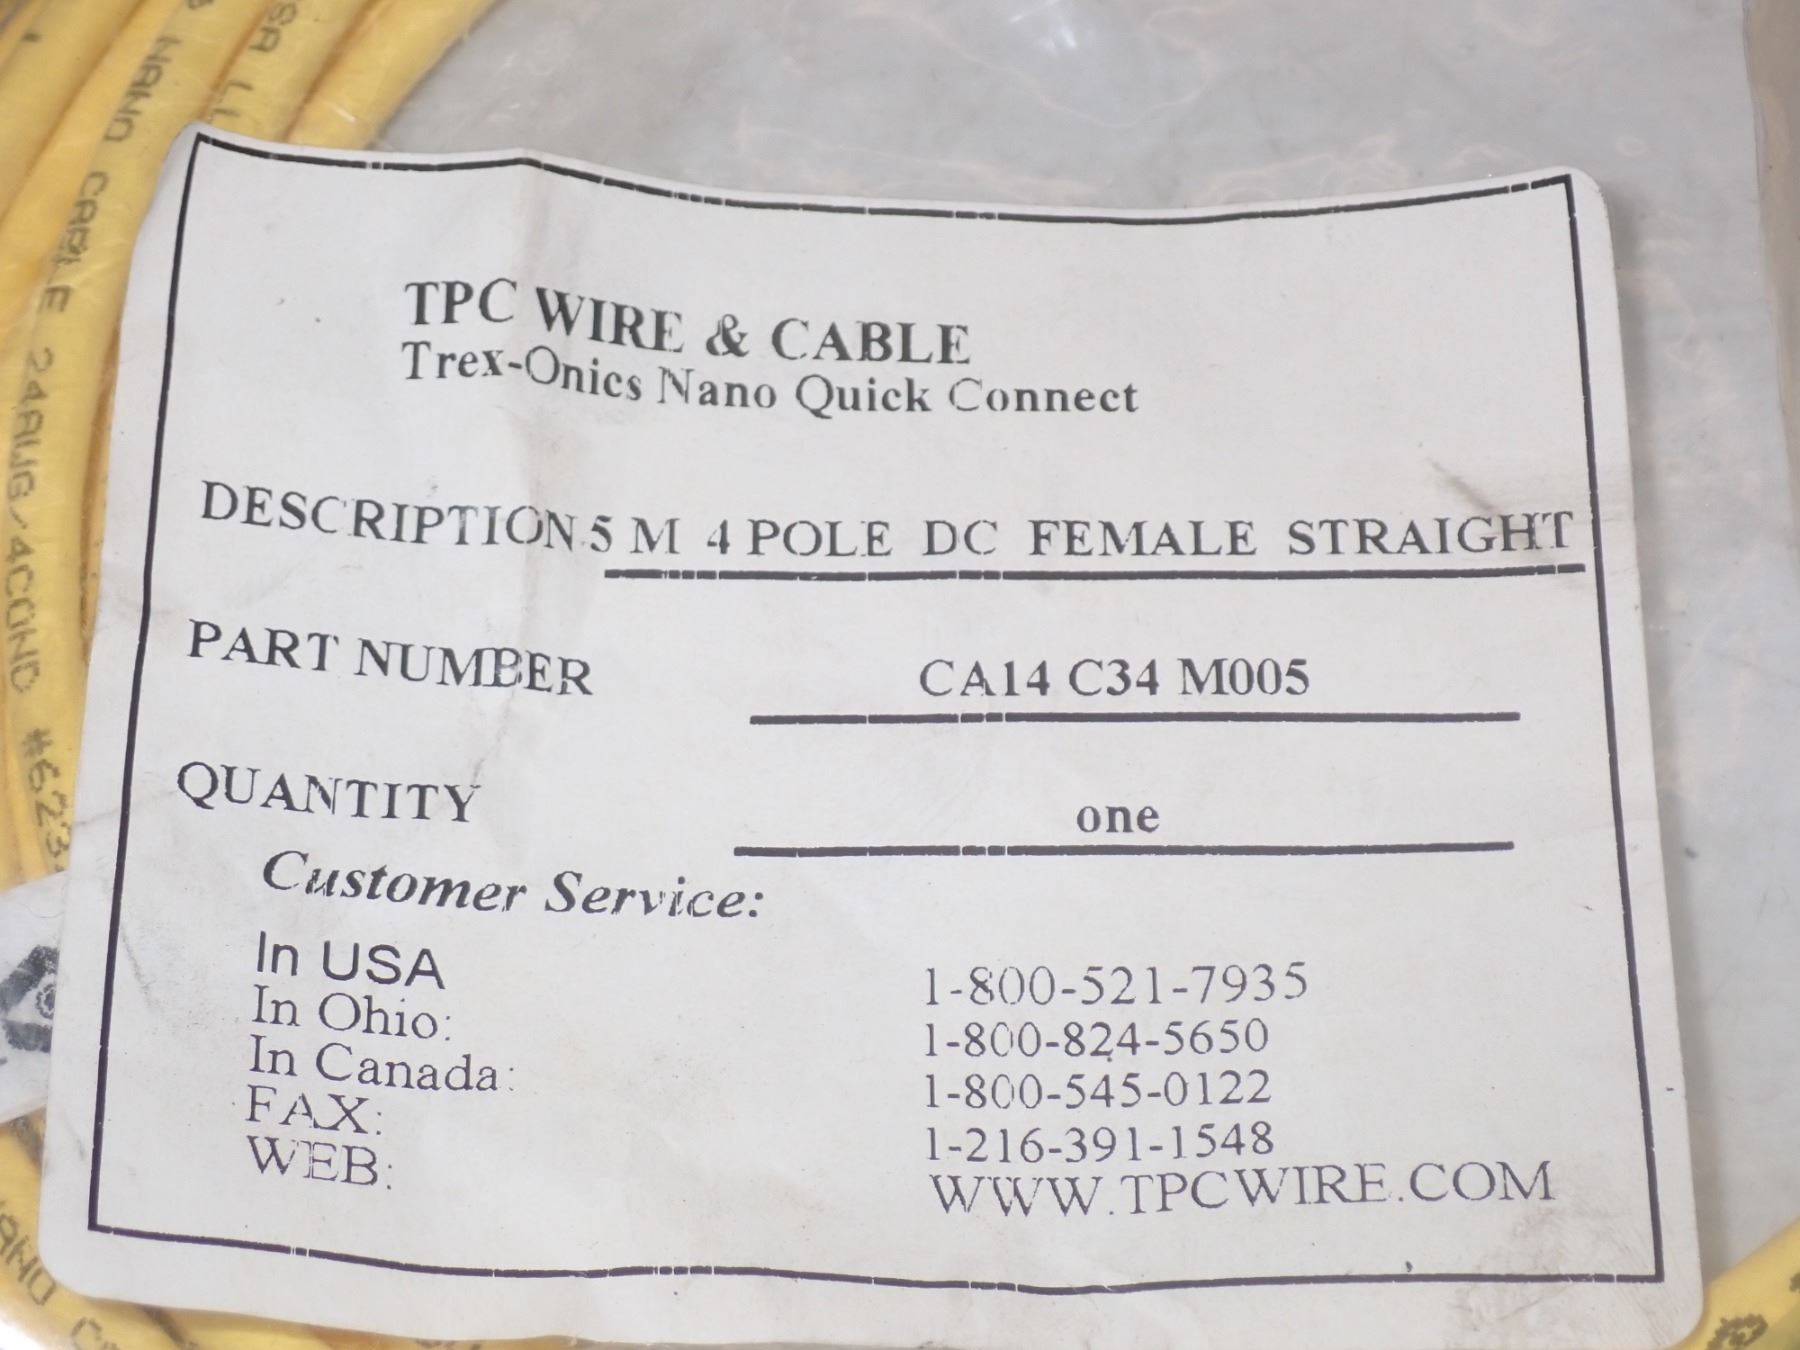 NANO CABLE 24AWG/4COND #623
TPC WIRE & CABLE
Trex-Onics Nano Quick Connect
DESCRIPTION 5 M 4 POLE DC FEMALE STRAIGHT
PART NUMBER CA14 C34 M005
QUANTITY one
Customer Service:
In USA 1-800-521-7935
In Ohio: 1-800-824-5650
In Canada: 1-800-545-0122
FAX: 1-216-391-1548
WEB: WWW.TPCWIRE.COM